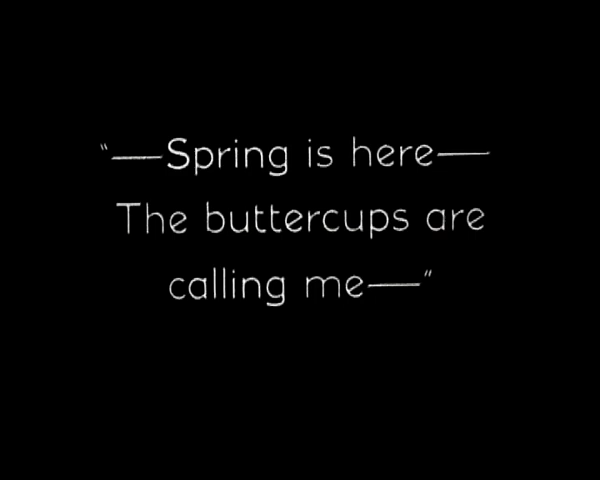 “—Spring is here—
The buttercups are
calling me—”